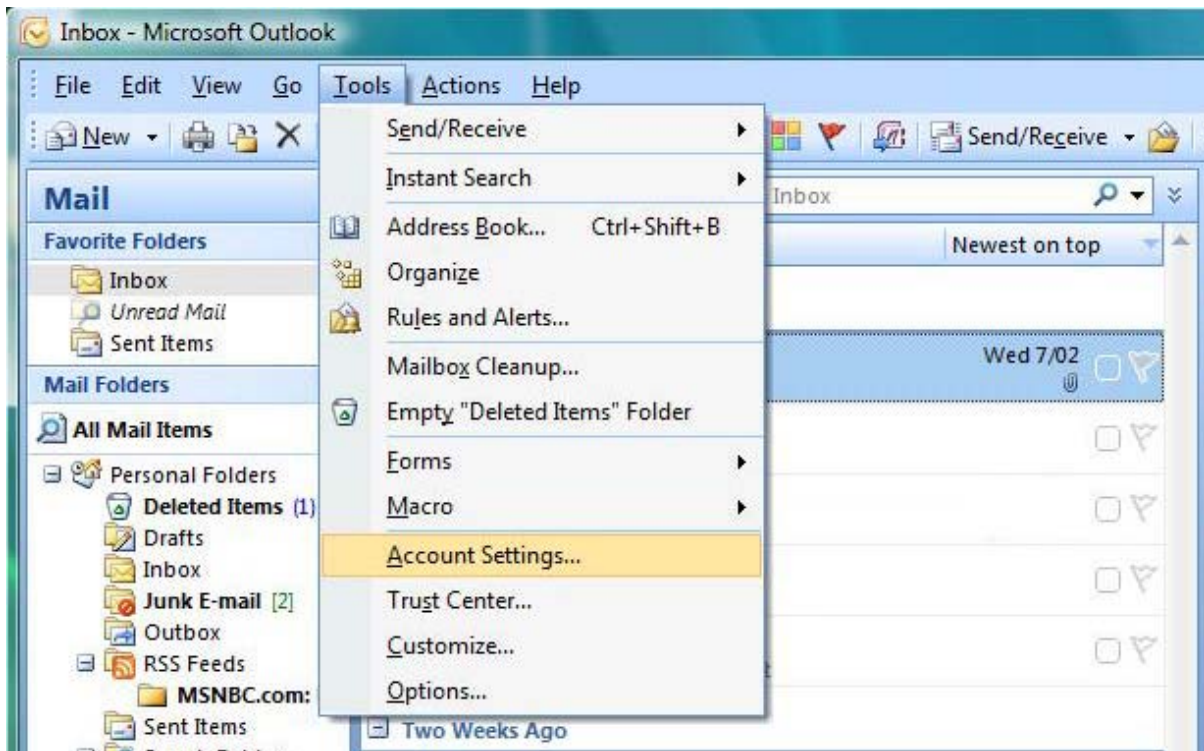 Inbox - Microsoft Outlook
File Edit View Go Tools Actions Help
New Send/Receive
Send/Receive
Instant Search
Address Book... Ctrl+Shift+B
Organize
Rules and Alerts...
Mailbox Cleanup...
Empty "Deleted Items" Folder
Forms
Macro
Account Settings...
Trust Center...
Customize...
Options...
Mail
Favorite Folders
Inbox
Unread Mail
Sent Items
Mail Folders
All Mail Items
Personal Folders
Deleted Items (1)
Drafts
Inbox
Junk E-mail [2]
Outbox
RSS Feeds
MSNBC.com:
Sent Items
Inbox
Newest on top
Wed 7/02
Two Weeks Ago